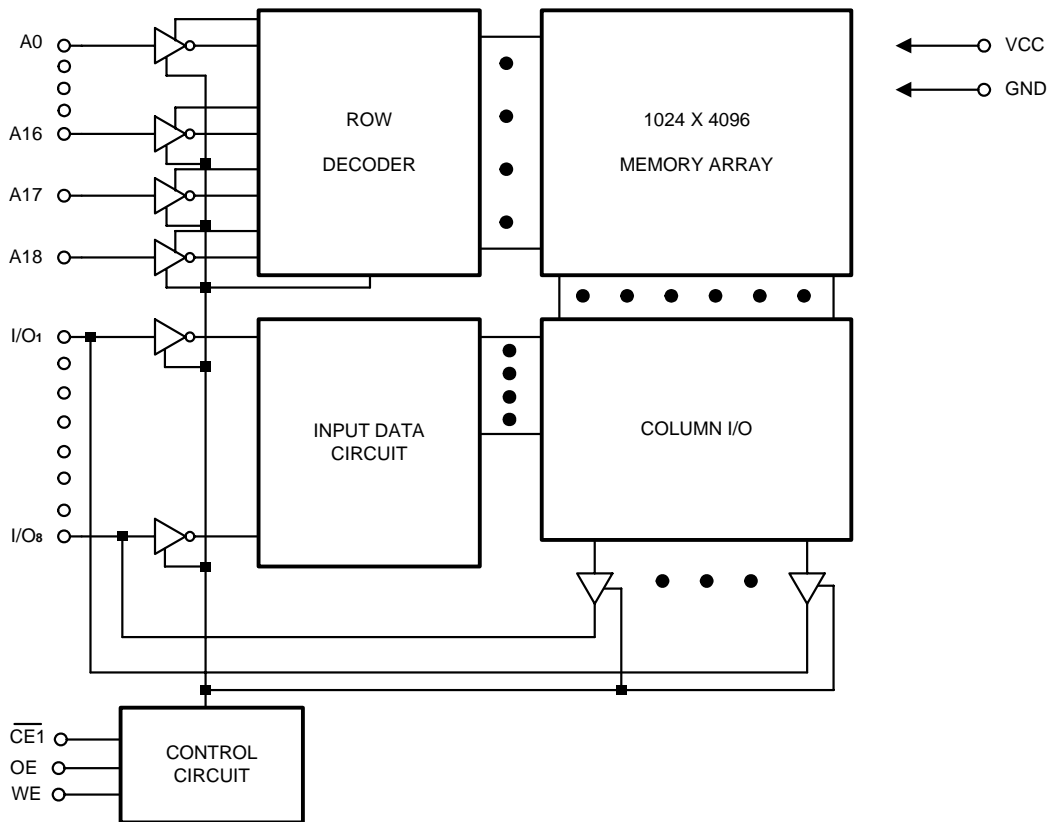 A0
VCC
GND
A16
ROW
DECODER
1024 X 4096
MEMORY ARRAY
A17
A18
I/O1
INPUT DATA
CIRCUIT
COLUMN I/O
I/O8
CE1
OE
WE
CONTROL
CIRCUIT